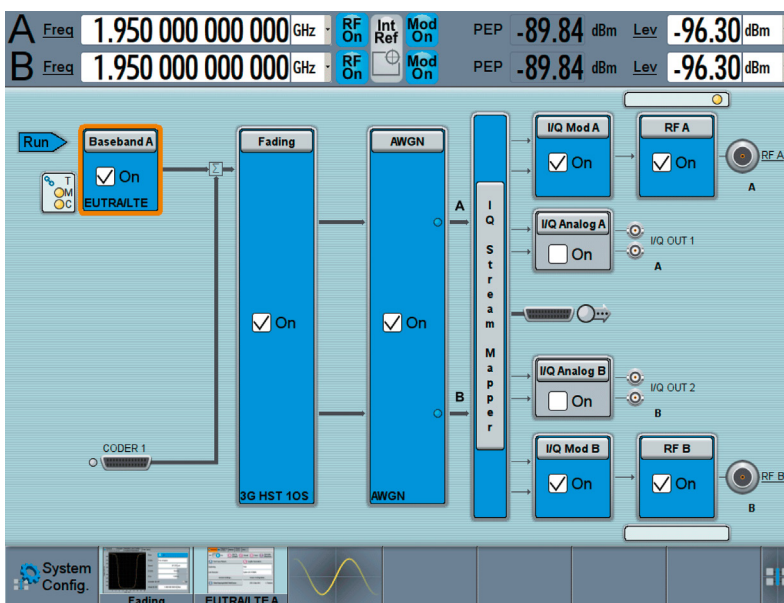 A Freq 1.950 000 000 000 GHz RF On Int Ref Mod On PEP -89.84 dBm Lev -96.30 dBm
B Freq 1.950 000 000 000 GHz RF On Mod On PEP -89.84 dBm Lev -96.30 dBm
Run
Baseband A
On
EUTRA/LTE
T
M
C
Σ
CODER 1
Fading
On
3G HST 1OS
AWGN
On
AWGN
A
B
IQ Stream Mapper
I/Q Mod A
On
RF A
On
RF A
A
I/Q Analog A
On
I/Q OUT 1
A
I/Q Analog B
On
I/Q OUT 2
B
I/Q Mod B
On
RF B
On
RF B
B
System
Config.
Fading
EUTRA/LTE A